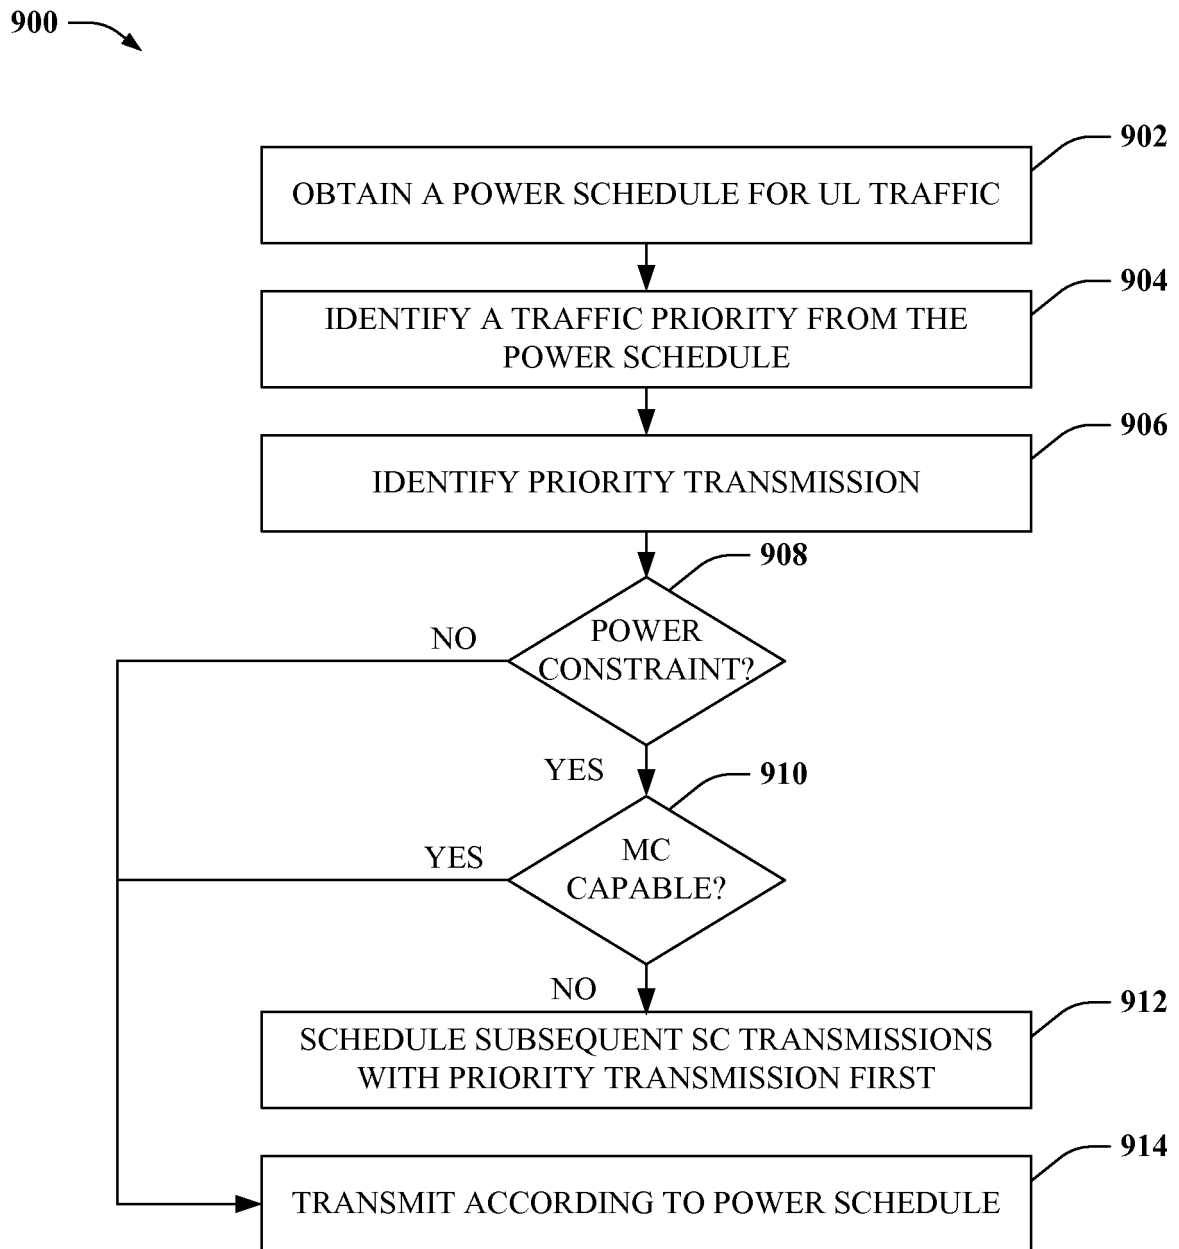 900
902
OBTAIN A POWER SCHEDULE FOR UL TRAFFIC
904
IDENTIFY A TRAFFIC PRIORITY FROM THE
POWER SCHEDULE
906
IDENTIFY PRIORITY TRANSMISSION
908
NO
POWER
CONSTRAINT?
YES
910
YES
MC
CAPABLE?
NO
912
SCHEDULE SUBSEQUENT SC TRANSMISSIONS
WITH PRIORITY TRANSMISSION FIRST
914
TRANSMIT ACCORDING TO POWER SCHEDULE